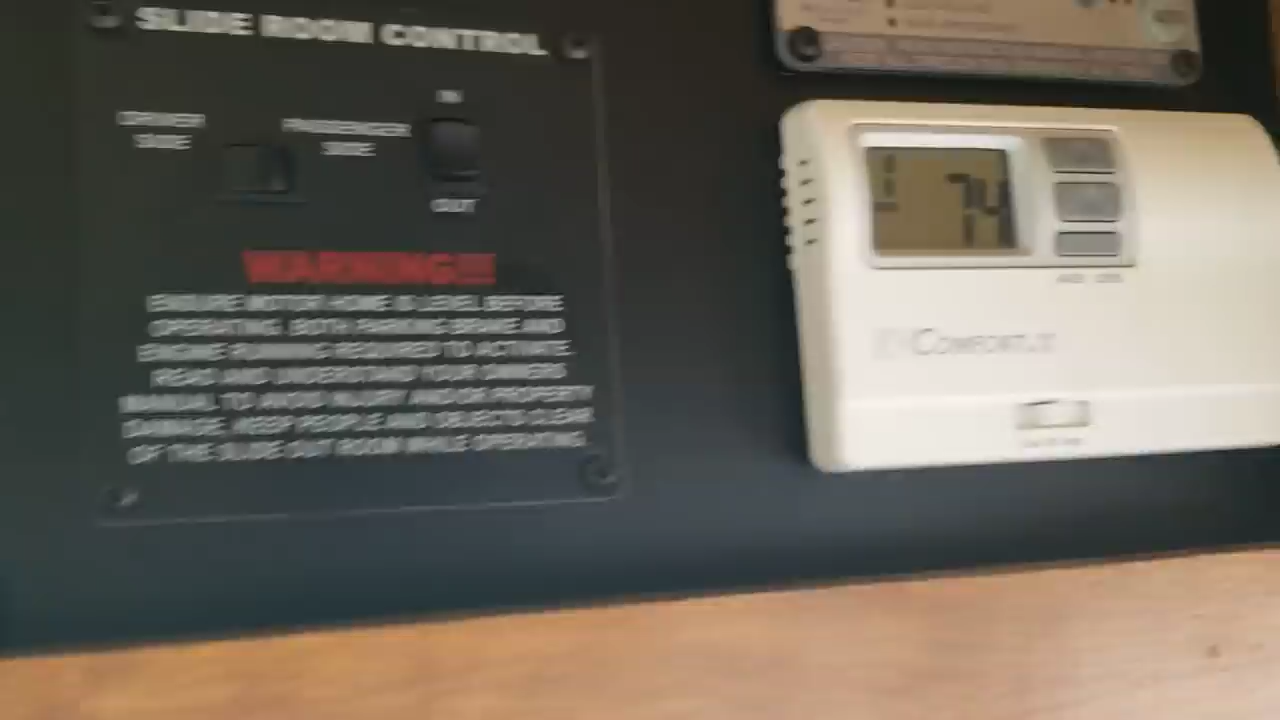 SLIDE ROOM CONTROL
DRIVER
SIDE
PASSENGER
SIDE
IN
OUT
WARNING!!!
ENSURE MOTOR HOME IS LEVEL BEFORE
OPERATING. BOTH PARKING BRAKE AND
ENGINE RUNNING REQUIRED TO ACTIVATE.
READ AND UNDERSTAND YOUR OWNERS
MANUAL TO AVOID INJURY AND/OR PROPERTY
DAMAGE. KEEP PEOPLE AND OBJECTS CLEAR
OF THE SLIDE OUT ROOM WHILE OPERATING.
74